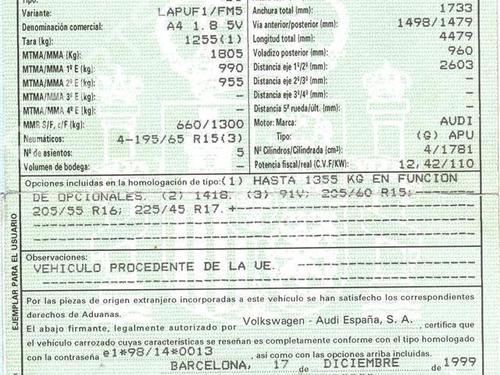 Variante: LAPUF1/FM5 Anchura total (mm): 1733
Denominación comercial: A4 1.8 5V Vía anterior/posterior (mm): 1498/1479
Tara (kg): 1255(1) Longitud total (mm): 4479
MTMA/MMA (Kg): 1805 Voladizo posterior (mm): 960
MTMA/MMA 1º E (kg): 990 Distancia eje 1º/2º (mm): 2603
MTMA/MMA 2º E (kg): 955 Distancia eje 2º/3º (mm): —
MTMA/MMA 3º E (kg): — Distancia eje 3º/4º (mm): —
MTMA/MMA 4º E (kg): — Distancia 5ª rueda/últ. (mm): —
MMR S/F, c/F (kg): 660/1300 Motor: Marca: AUDI
Neumáticos: 4-195/65 R15(3) Tipo: (G) APU
Nº de asientos: 5 Nº Cilindros/Cilindrada (cm³): 4/1781
Volumen de bodega: — Potencia fiscal/real (C.V.F/KW): 12,42/110
Opciones incluidas en la homologación de tipo: (1) HASTA 1355 KG EN FUNCION
DE OPCIONALES. (2) 1418. (3) 91V; 205/60 R15;
205/55 R16; 225/45 R17. +
Observaciones:
VEHICULO PROCEDENTE DE LA UE.
EJEMPLAR PARA EL USUARIO
Por las piezas de origen extranjero incorporadas a este vehículo se han satisfecho los correspondientes
derechos de Aduanas.
El abajo firmante, legalmente autorizado por Volkswagen - Audi España, S. A. , certifica que
el vehículo carrozado cuyas características se reseñan es completamente conforme con el tipo homologado
con la contraseña e1*98/14*0013 , así como con las opciones arriba incluidas.
BARCELONA, 17 de DICIEMBRE de 1999